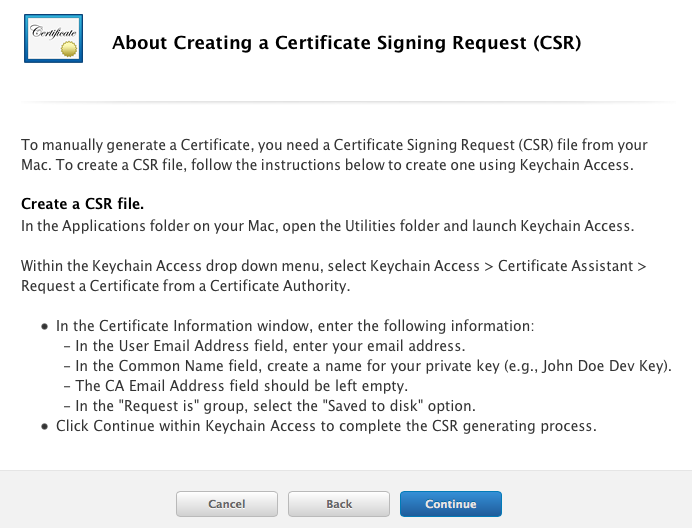 Certificate
About Creating a Certificate Signing Request (CSR)
To manually generate a Certificate, you need a Certificate Signing Request (CSR) file from your
Mac. To create a CSR file, follow the instructions below to create one using Keychain Access.
Create a CSR file.
In the Applications folder on your Mac, open the Utilities folder and launch Keychain Access.
Within the Keychain Access drop down menu, select Keychain Access > Certificate Assistant >
Request a Certificate from a Certificate Authority.
• In the Certificate Information window, enter the following information:
– In the User Email Address field, enter your email address.
– In the Common Name field, create a name for your private key (e.g., John Doe Dev Key).
– The CA Email Address field should be left empty.
– In the "Request is" group, select the "Saved to disk" option.
• Click Continue within Keychain Access to complete the CSR generating process.
Cancel
Back
Continue